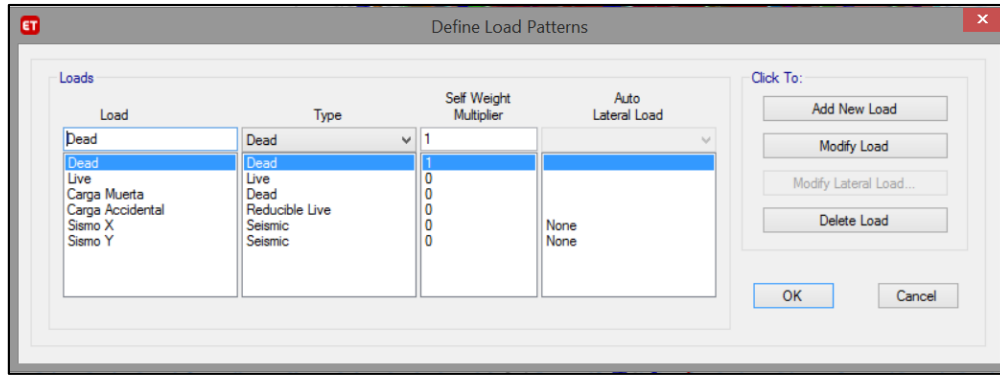 ET Define Load Patterns
Loads
Load Type Self Weight Multiplier Auto Lateral Load
Dead Dead 1
Dead Dead 1
Live Live 0
Carga Muerta Dead 0
Carga Accidental Reducible Live 0
Sismo X Seismic 0 None
Sismo Y Seismic 0 None
Click To:
Add New Load
Modify Load
Modify Lateral Load...
Delete Load
OK Cancel